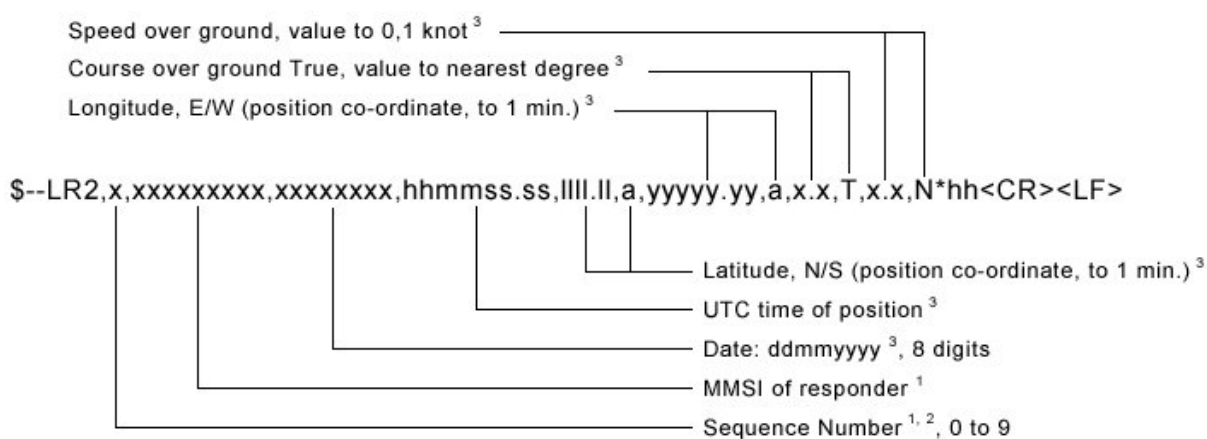 Speed over ground, value to 0,1 knot ³
Course over ground True, value to nearest degree ³
Longitude, E/W (position co-ordinate, to 1 min.) ³
$--LR2,x,xxxxxxxxx,xxxxxxxx,hhmmss.ss,llll.ll,a,yyyyy.yy,a,x.x,T,x.x,N*hh<CR><LF>
Latitude, N/S (position co-ordinate, to 1 min.) ³
UTC time of position ³
Date: ddmmyyyy ³, 8 digits
MMSI of responder ¹
Sequence Number ¹˒ ², 0 to 9